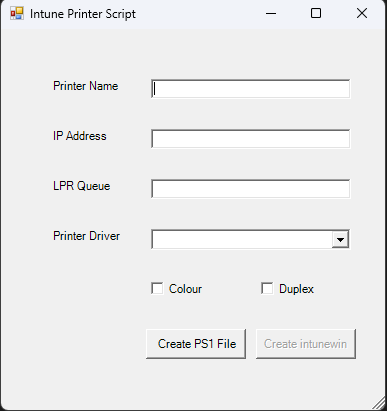 Intune Printer Script
Printer Name
IP Address
LPR Queue
Printer Driver
Colour Duplex
Create PS1 File Create intunewin